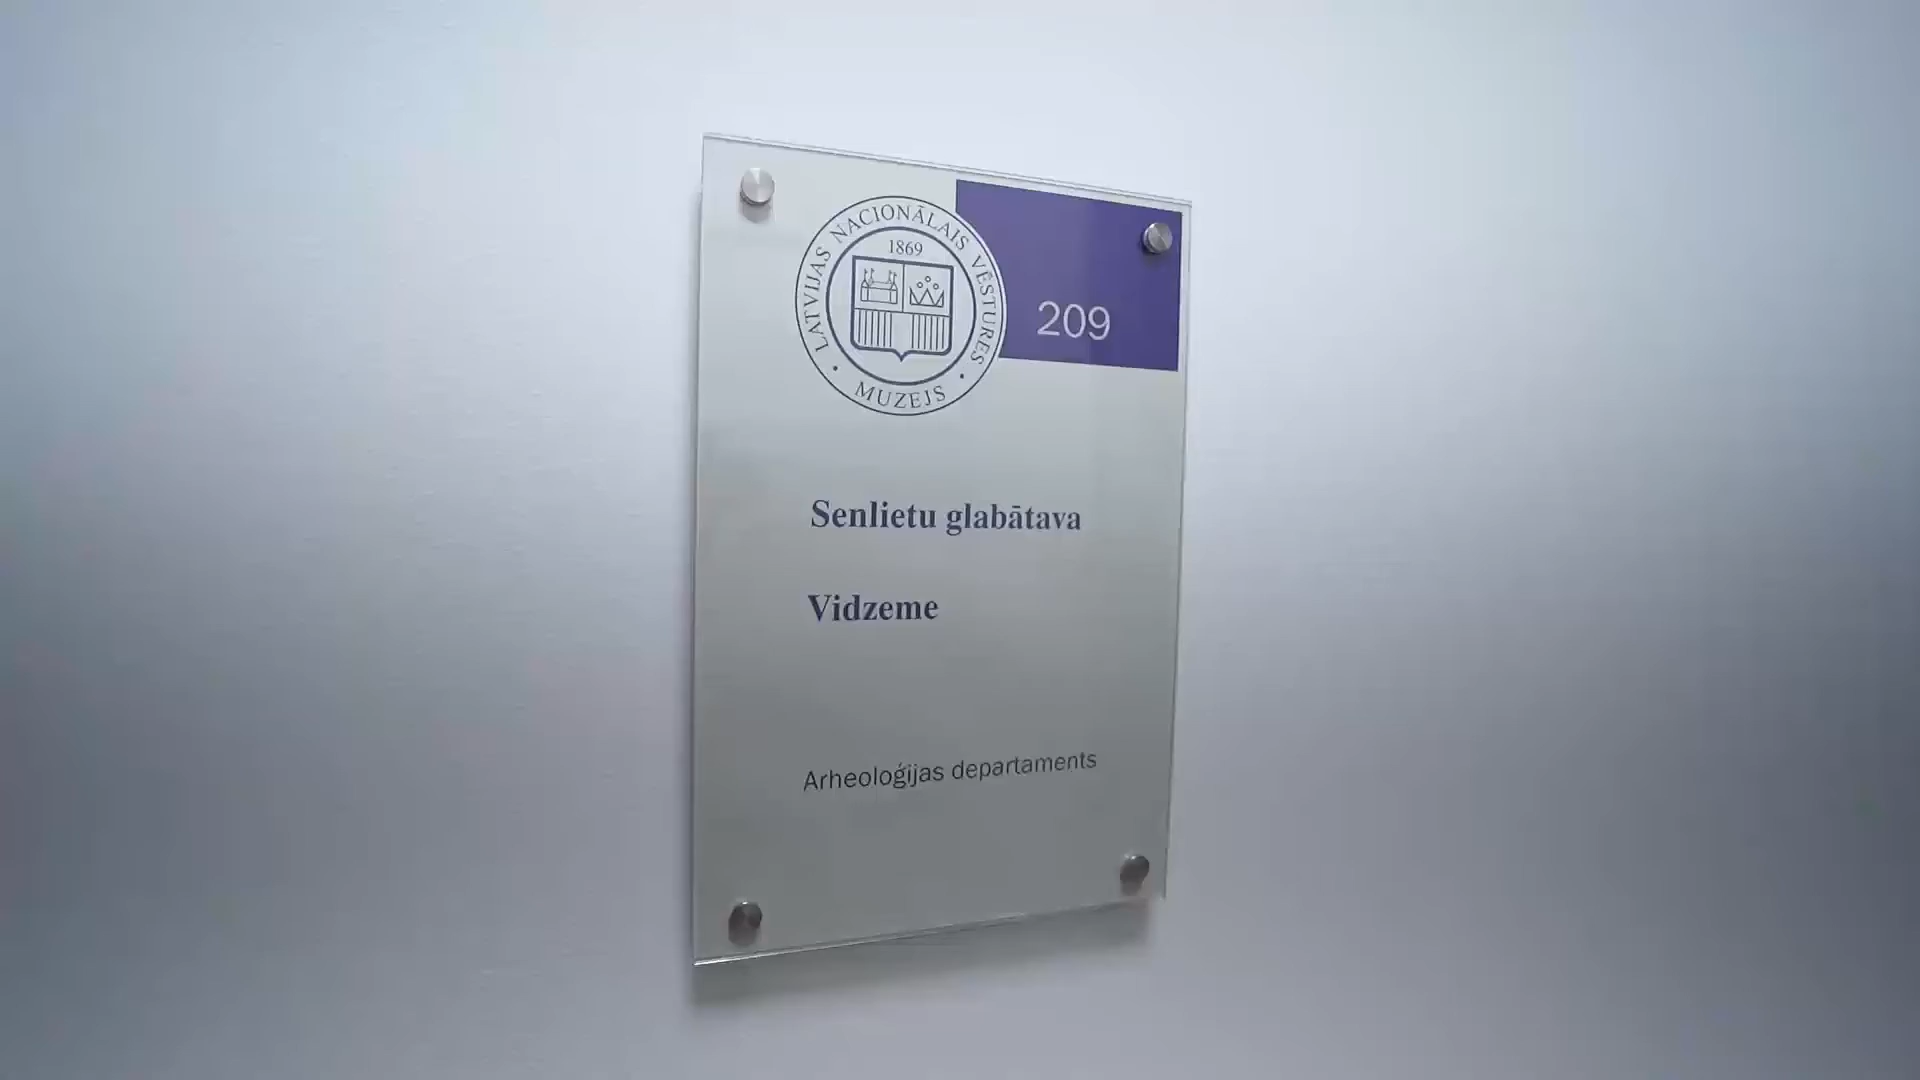 LATVIJAS NACIONĀLAIS VĒSTURES
• MUZEJS •
1869
209
Senlietu glabātava
Vidzeme
Arheoloģijas departaments